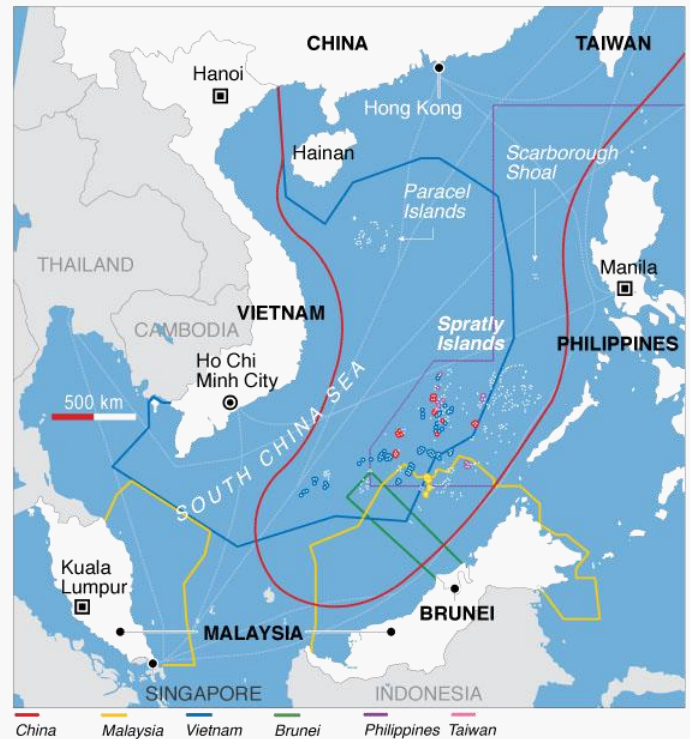 CHINA
TAIWAN
Hanoi
Hong Kong
Hainan
Scarborough
Shoal
Paracel
Islands
THAILAND
Manila
VIETNAM
CAMBODIA
Spratly
Islands
PHILIPPINES
Ho Chi
Minh City
500 km
SOUTH CHINA SEA
Kuala
Lumpur
BRUNEI
MALAYSIA
SINGAPORE
INDONESIA
China
Malaysia
Vietnam
Brunei
Philippines
Taiwan